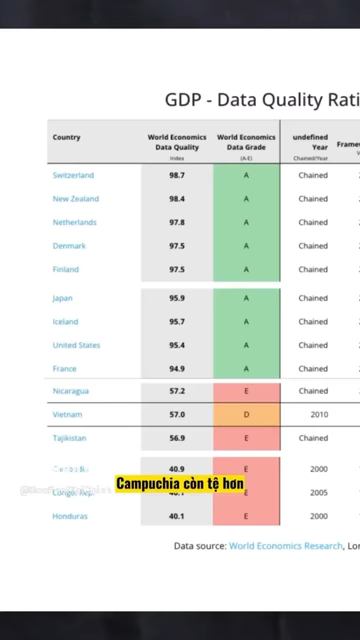 GDP - Data Quality Rati
Country World Economics Data Quality Index World Economics Data Grade (A-E) undefined Year Chained/Year
Switzerland 98.7 A Chained
New Zealand 98.4 A Chained
Netherlands 97.8 A Chained
Denmark 97.5 A Chained
Finland 97.5 A Chained
Japan 95.9 A Chained
Iceland 95.7 A Chained
United States 95.4 A Chained
France 94.9 A Chained
Nicaragua 57.2 E Chained
Vietnam 57.0 D 2010
Tajikistan 56.9 E Chained
Cambodia 40.9 E 2000
Campuchia còn tệ hơn
Congo, Rep. E 2005
Honduras 40.1 E 2000
Data source: World Economics Research, Lon